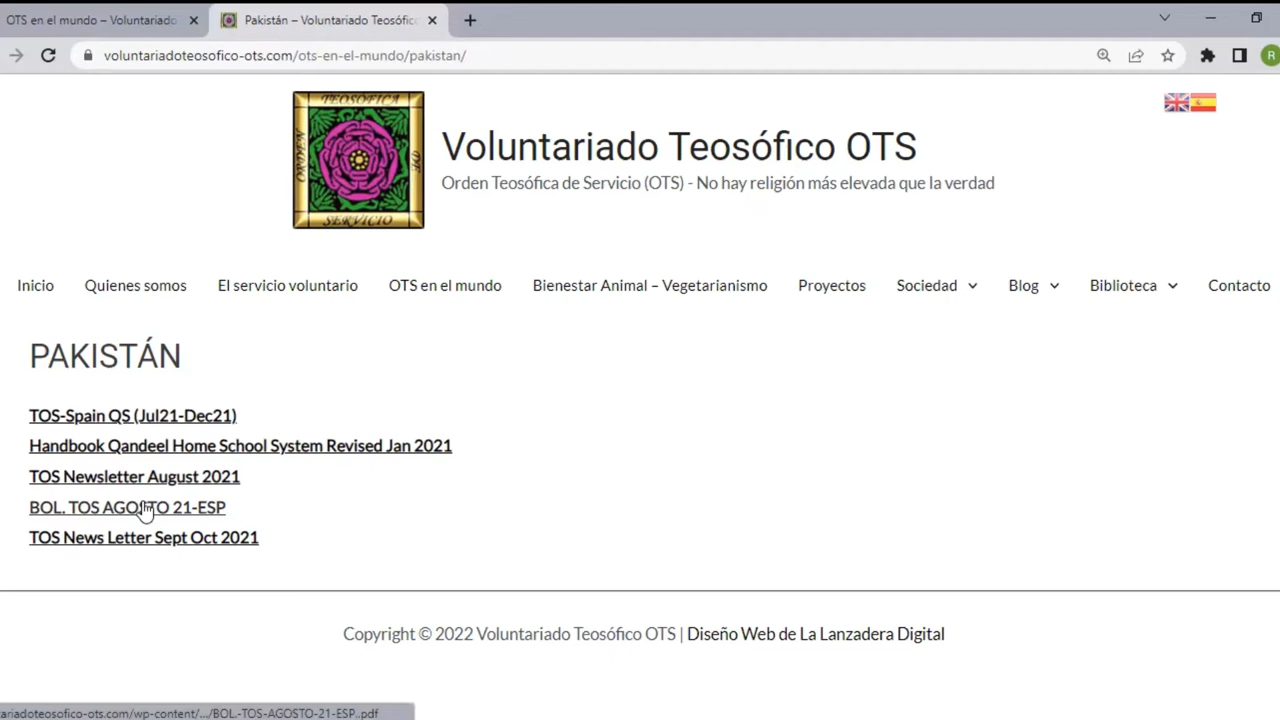 OTS en el mundo – Voluntariado
Pakistán – Voluntariado Teosófic
voluntariadoteosofico-ots.com/ots-en-el-mundo/pakistan/
R
TEOSÓFICA
ORDEN
DE
SERVICIO
Voluntariado Teosófico OTS
Orden Teosófica de Servicio (OTS) - No hay religión más elevada que la verdad
Inicio Quienes somos El servicio voluntario OTS en el mundo Bienestar Animal – Vegetarianismo Proyectos Sociedad Blog Biblioteca Contacto
PAKISTÁN
TOS-Spain QS (Jul21-Dec21)
Handbook Qandeel Home School System Revised Jan 2021
TOS Newsletter August 2021
BOL. TOS AGOSTO 21-ESP
TOS News Letter Sept Oct 2021
Copyright © 2022 Voluntariado Teosófico OTS | Diseño Web de La Lanzadera Digital
tariadoteosofico-ots.com/wp-content/.../BOL.-TOS-AGOSTO-21-ESP..pdf